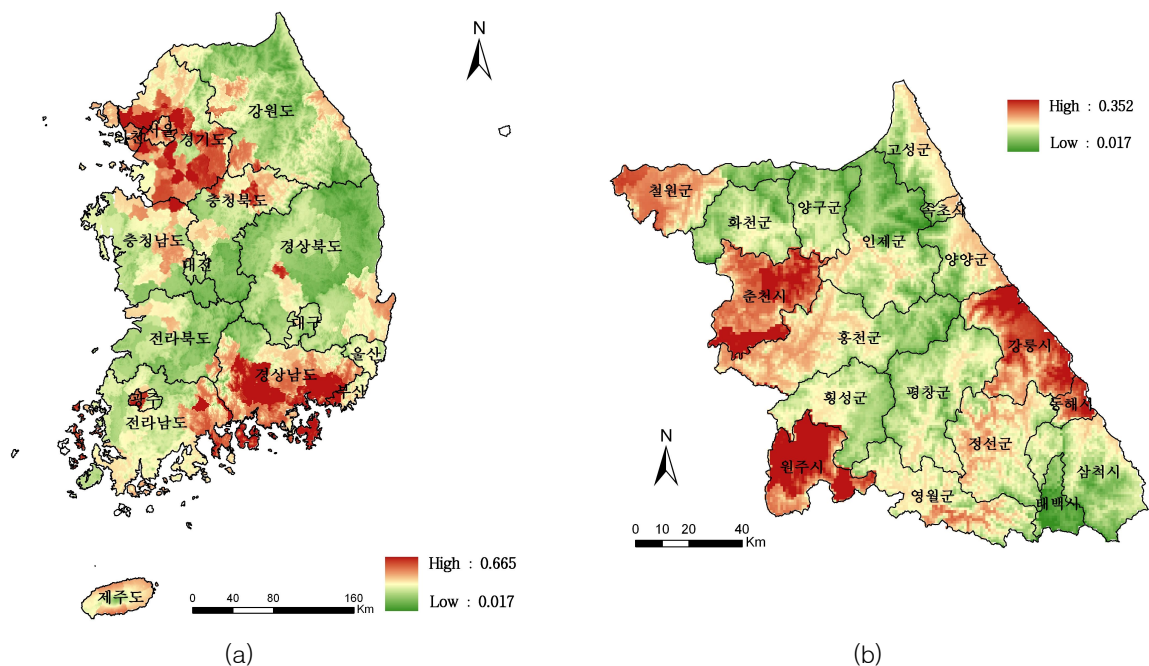 N
강원도
서울
인천
경기도
충청북도
충청남도
대전
경상북도
전라북도
대구
울산
경상남도
부산
광주
전라남도
제주도
0 40 80 160
Km
High : 0.665
Low : 0.017
(a)
High : 0.352
Low : 0.017
고성군
철원군
속초시
양구군
화천군
인제군
양양군
춘천시
홍천군
강릉시
횡성군
평창군
동해시
정선군
원주시
삼척시
영월군
태백시
N
0 10 20 40
Km
(b)